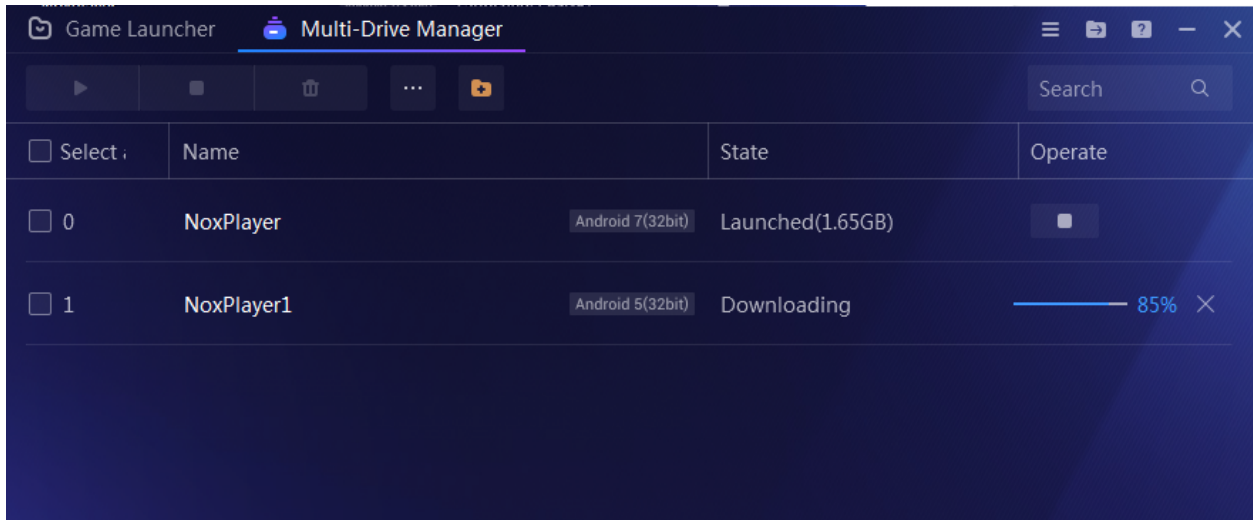 Game Launcher Multi-Drive Manager
Search
Select Name State Operate
0 NoxPlayer Android 7(32bit) Launched(1.65GB)
1 NoxPlayer1 Android 5(32bit) Downloading 85%